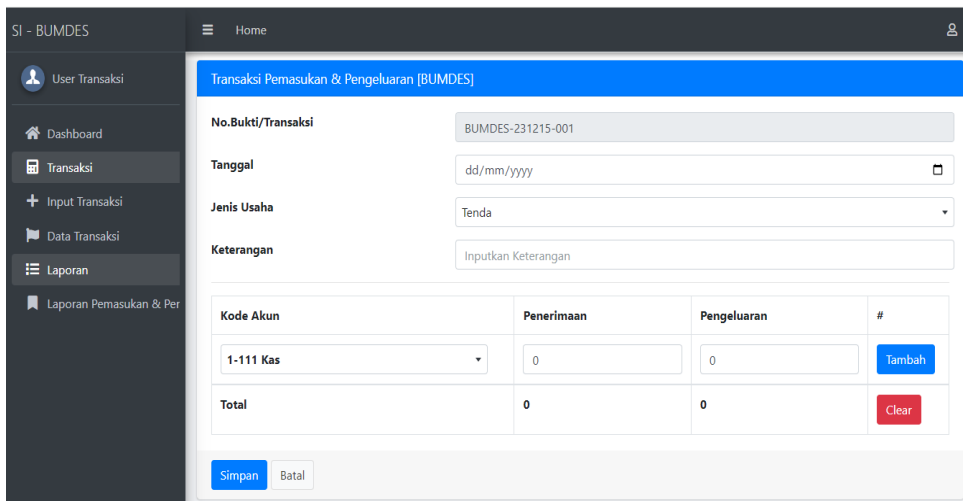 SI - BUMDES
Home
User Transaksi
Dashboard
Transaksi
Input Transaksi
Data Transaksi
Laporan
Laporan Pemasukan & Per
Transaksi Pemasukan & Pengeluaran [BUMDES]
No.Bukti/Transaksi
BUMDES-231215-001
Tanggal
dd/mm/yyyy
Jenis Usaha
Tenda
Keterangan
Inputkan Keterangan
Kode Akun Penerimaan Pengeluaran #
1-111 Kas 0 0 Tambah
Total 0 0 Clear
Simpan Batal